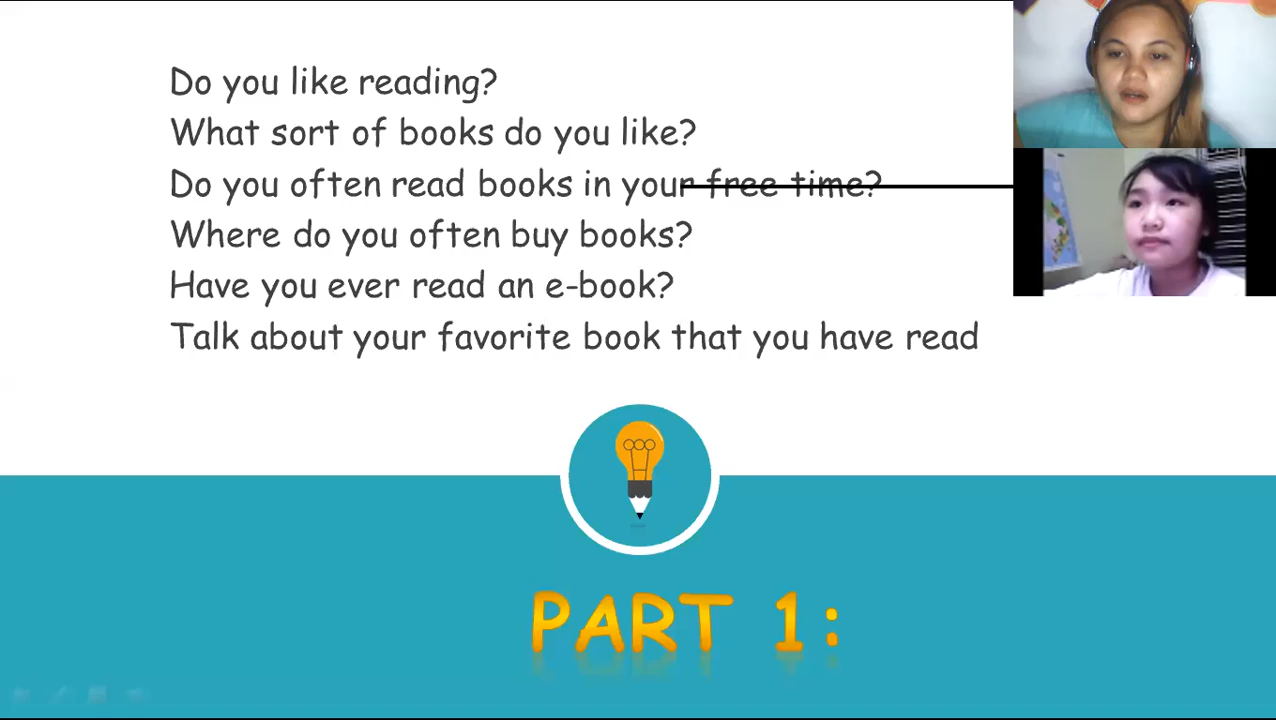 Do you like reading?
What sort of books do you like?
Do you often read books in your free time?
Where do you often buy books?
Have you ever read an e-book?
Talk about your favorite book that you have read
PART 1: